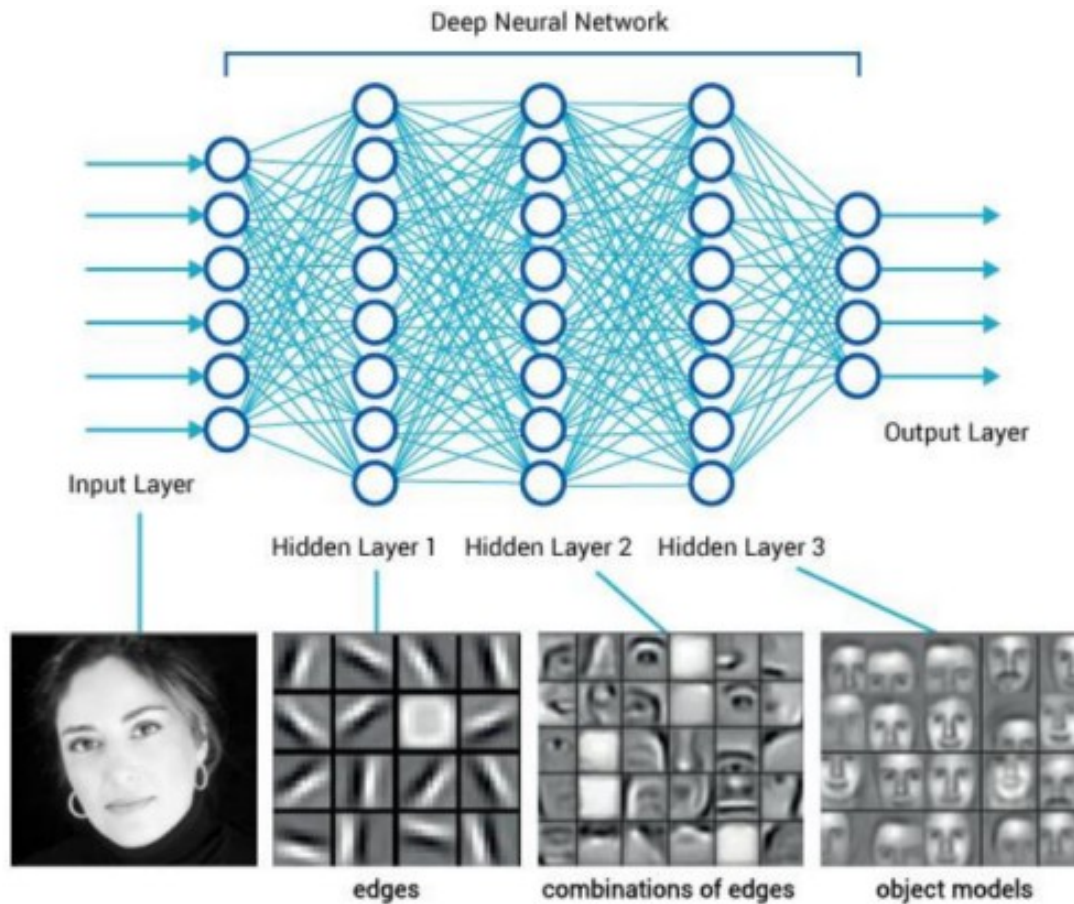 Deep Neural Network
Output Layer
Input Layer
Hidden Layer 1 Hidden Layer 2 Hidden Layer 3
edges combinations of edges object models